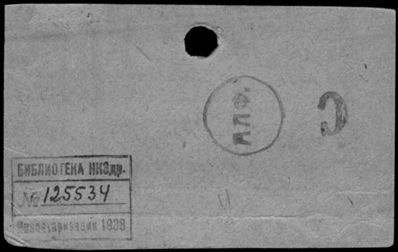 АЛФ.
С
БИБЛИОТЕКА НКЗдр.
№ 125534
Инвентаризация 1938